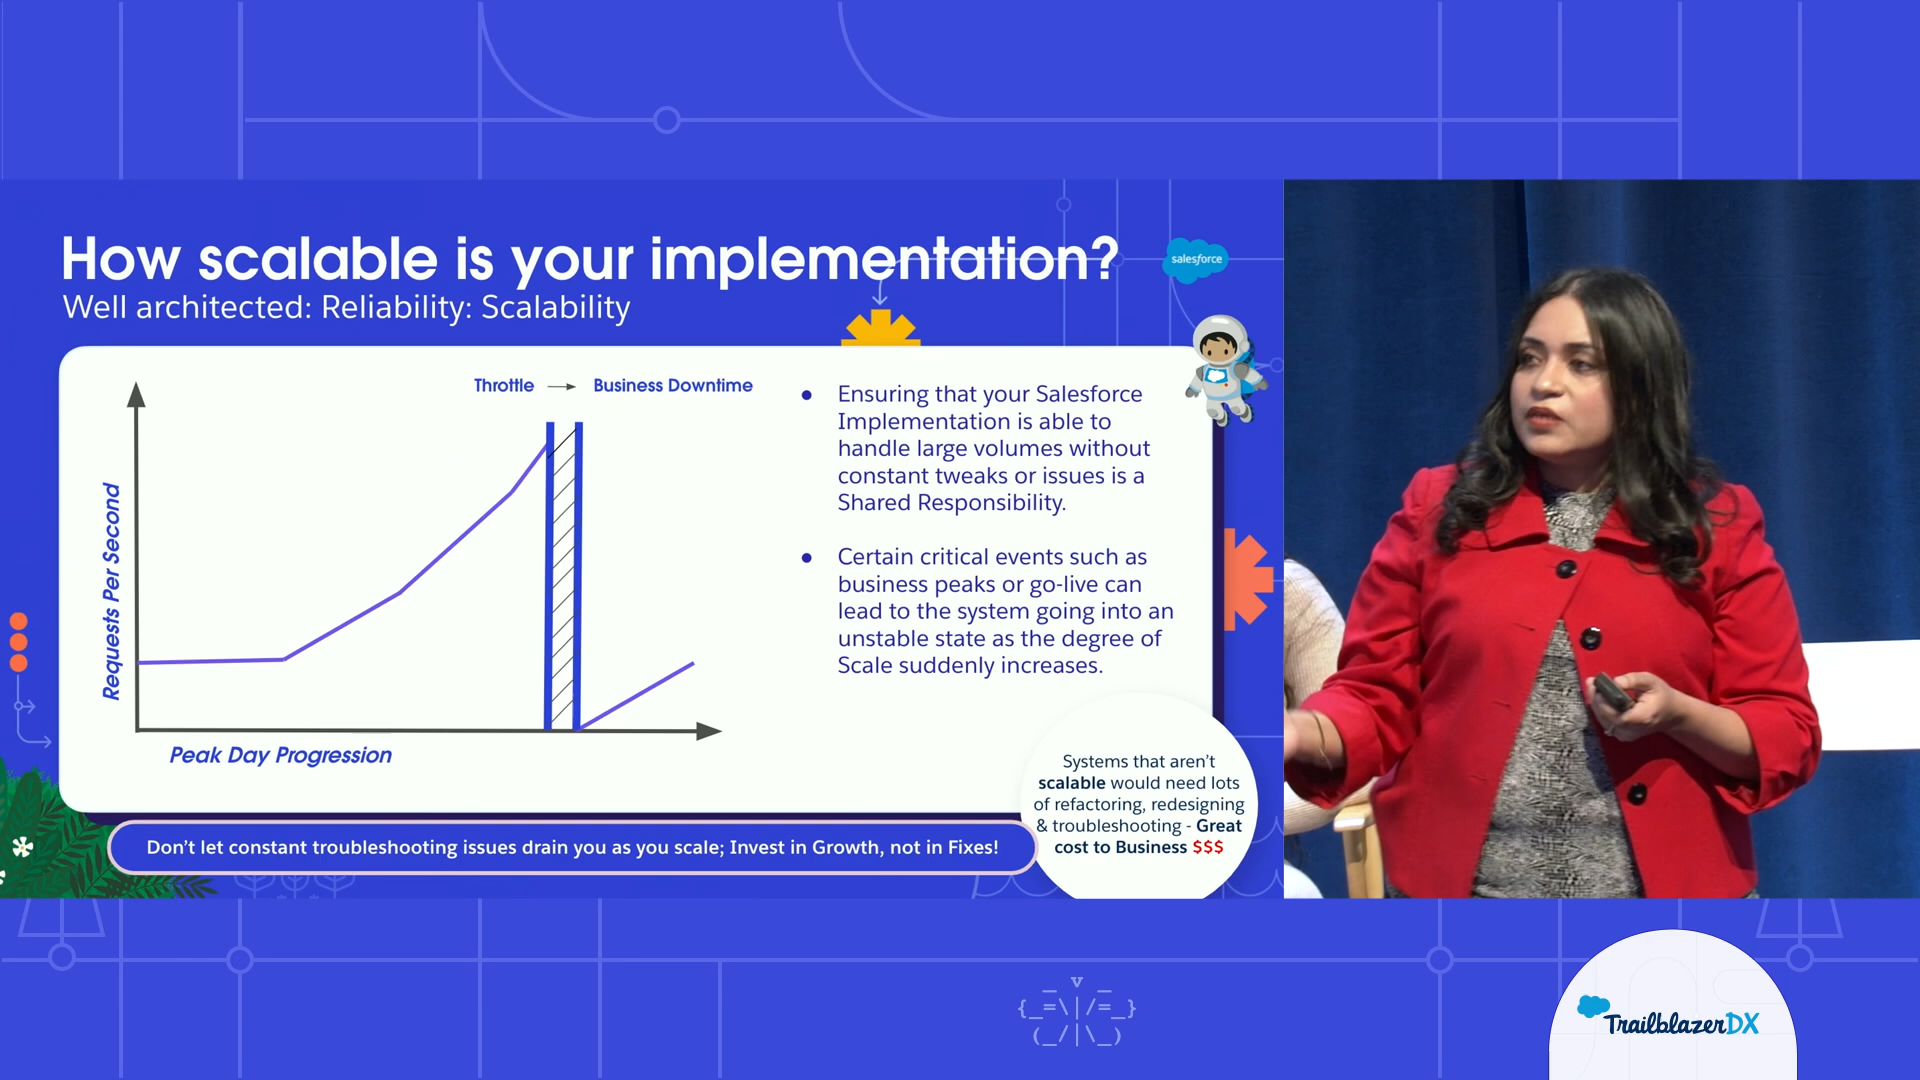 How scalable is your implementation?
Well architected: Reliability: Scalability
salesforce
Throttle → Business Downtime
Requests Per Second
Peak Day Progression
● Ensuring that your Salesforce
Implementation is able to
handle large volumes without
constant tweaks or issues is a
Shared Responsibility.
● Certain critical events such as
business peaks or go-live can
lead to the system going into an
unstable state as the degree of
Scale suddenly increases.
Systems that aren’t
scalable would need lots
of refactoring, redesigning
& troubleshooting - Great
cost to Business $$$
Don’t let constant troubleshooting issues drain you as you scale; Invest in Growth, not in Fixes!
_ v _
{_=\|/=_}
(_/|\_)
TrailblazerDX